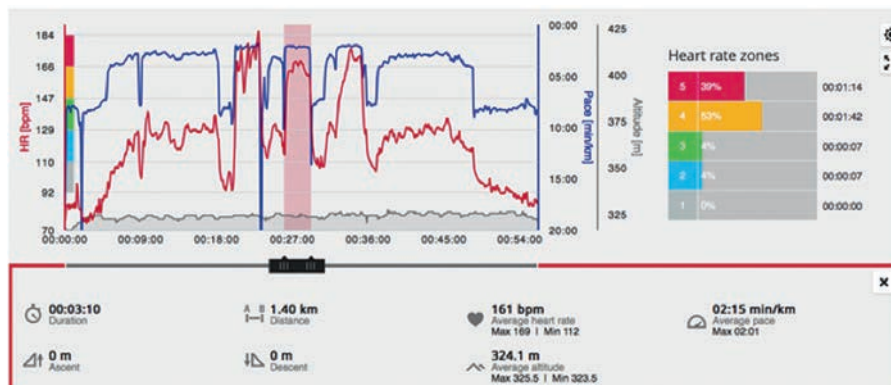 184
166
147
129
110
92
70
HR [bpm]
00:00
05:00
10:00
15:00
20:00
Pace [min/km]
425
400
375
350
325
Altitude [m]
00:00:00
00:09:00
00:18:00
00:27:00
00:36:00
00:45:00
00:54:00
Heart rate zones
5 39% 00:01:14
4 53% 00:01:42
3 4% 00:00:07
2 4% 00:00:07
1 0% 00:00:00
00:03:10
Duration
A B
1.40 km
Distance
161 bpm
Average heart rate
Max 169 | Min 112
02:15 min/km
Average pace
Max 02:01
0 m
Ascent
0 m
Descent
324.1 m
Average altitude
Max 325.5 | Min 323.5